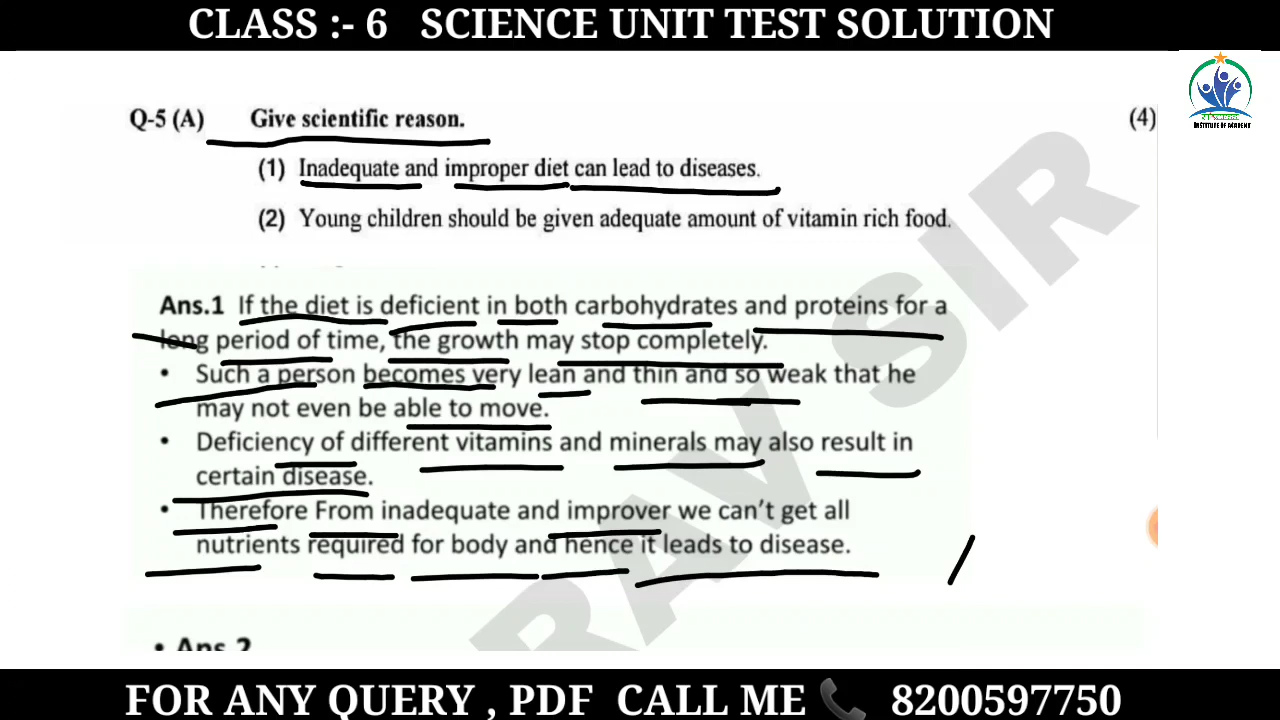 CLASS :- 6 SCIENCE UNIT TEST SOLUTION
Q-5 (A) Give scientific reason. (4)
(1) Inadequate and improper diet can lead to diseases.
(2) Young children should be given adequate amount of vitamin rich food.
Ans.1 If the diet is deficient in both carbohydrates and proteins for a
long period of time, the growth may stop completely.
• Such a person becomes very lean and thin and so weak that he
may not even be able to move.
• Deficiency of different vitamins and minerals may also result in
certain disease.
• Therefore From inadequate and improver we can't get all
nutrients required for body and hence it leads to disease.
• Ans 2
RAV SIR
INSTITUTE OF ACADEMY
FOR ANY QUERY , PDF CALL ME 8200597750